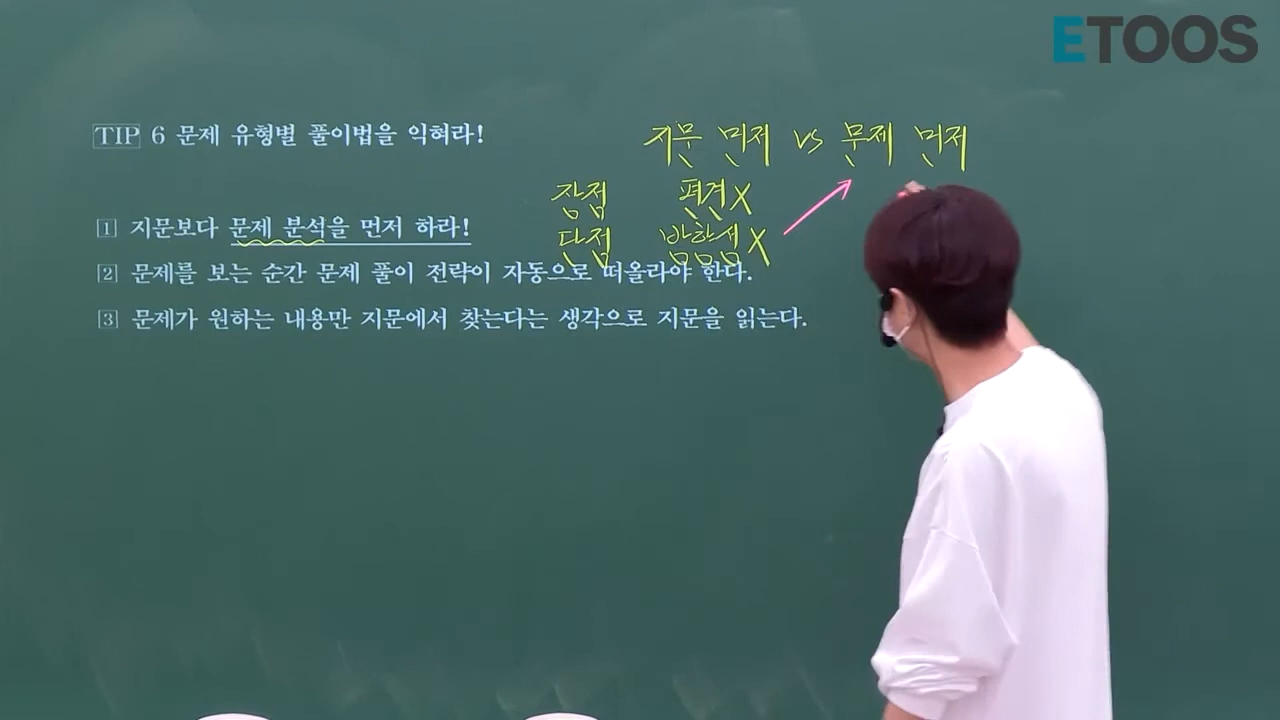 ETOOS
TIP 6 문제 유형별 풀이법을 익혀라!
지문 먼저 vs 문제 먼저
장점 편견X
단점 방향성X
1 지문보다 문제 분석을 먼저 하라!
2 문제를 보는 순간 문제 풀이 전략이 자동으로 떠올라야 한다.
3 문제가 원하는 내용만 지문에서 찾는다는 생각으로 지문을 읽는다.